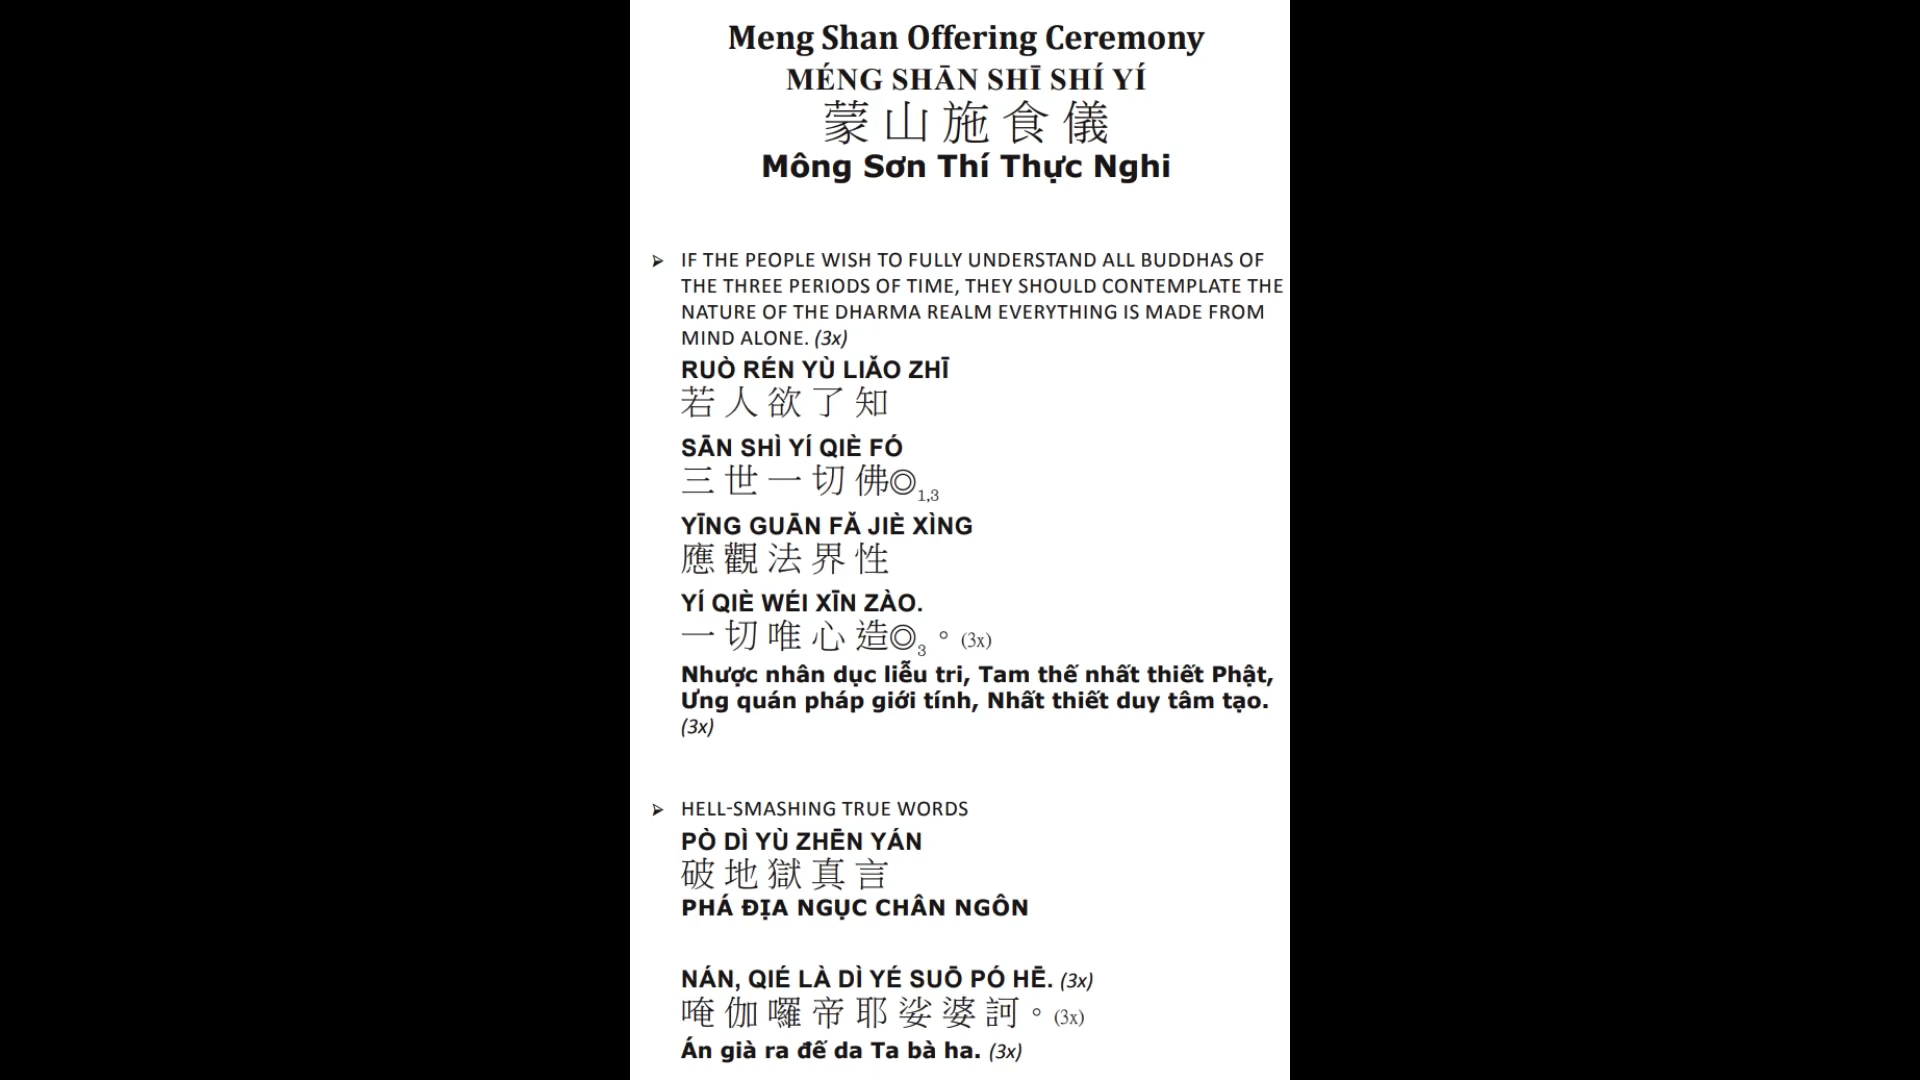 Meng Shan Offering Ceremony
MÉNG SHĀN SHĪ SHÍ YÍ
蒙山施食儀
Mông Sơn Thí Thực Nghi
➢ IF THE PEOPLE WISH TO FULLY UNDERSTAND ALL BUDDHAS OF
THE THREE PERIODS OF TIME, THEY SHOULD CONTEMPLATE THE
NATURE OF THE DHARMA REALM EVERYTHING IS MADE FROM
MIND ALONE. (3x)
RUÒ RÉN YÙ LIǍO ZHĪ
若人欲了知
SĀN SHÌ YÍ QIÈ FÓ
三世一切佛◎1,3
YĪNG GUĀN FǍ JIÈ XÌNG
應觀法界性
YÍ QIÈ WÉI XĪN ZÀO.
一切唯心造◎3。(3x)
Nhược nhân dục liễu tri, Tam thế nhất thiết Phật,
Ưng quán pháp giới tính, Nhất thiết duy tâm tạo.
(3x)
➢ HELL-SMASHING TRUE WORDS
PÒ DÌ YÙ ZHĒN YÁN
破地獄真言
PHÁ ĐỊA NGỤC CHÂN NGÔN
NÁN, QIÉ LÀ DÌ YÉ SUŌ PÓ HĒ. (3x)
唵伽囉帝耶娑婆訶。(3x)
Án già ra đế da Ta bà ha. (3x)